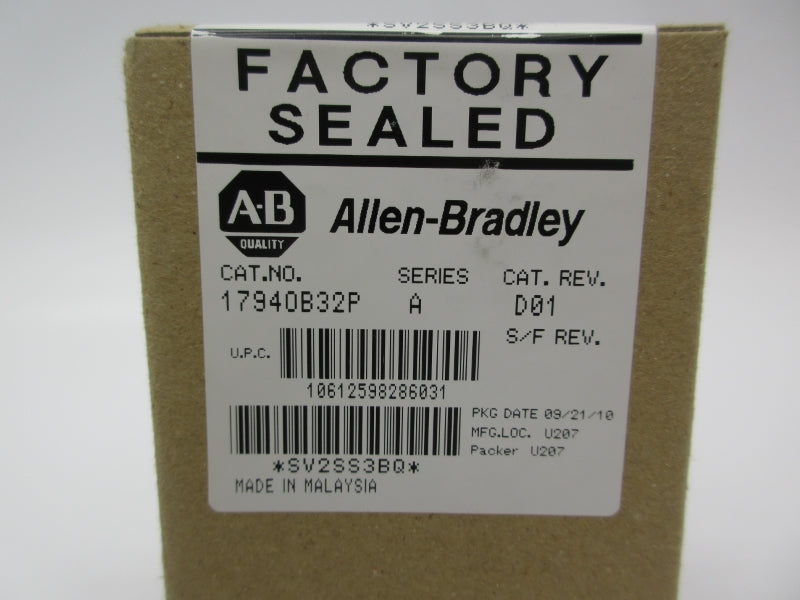 *SV2SS3BQ*
FACTORY
SEALED
A-B
QUALITY
Allen-Bradley
CAT.NO. SERIES CAT. REV.
1794OB32P A D01
S/F REV.
U.P.C.
10612598286031
PKG DATE 09/21/10
MFG.LOC. U207
Packer U207
*SV2SS3BQ*
MADE IN MALAYSIA